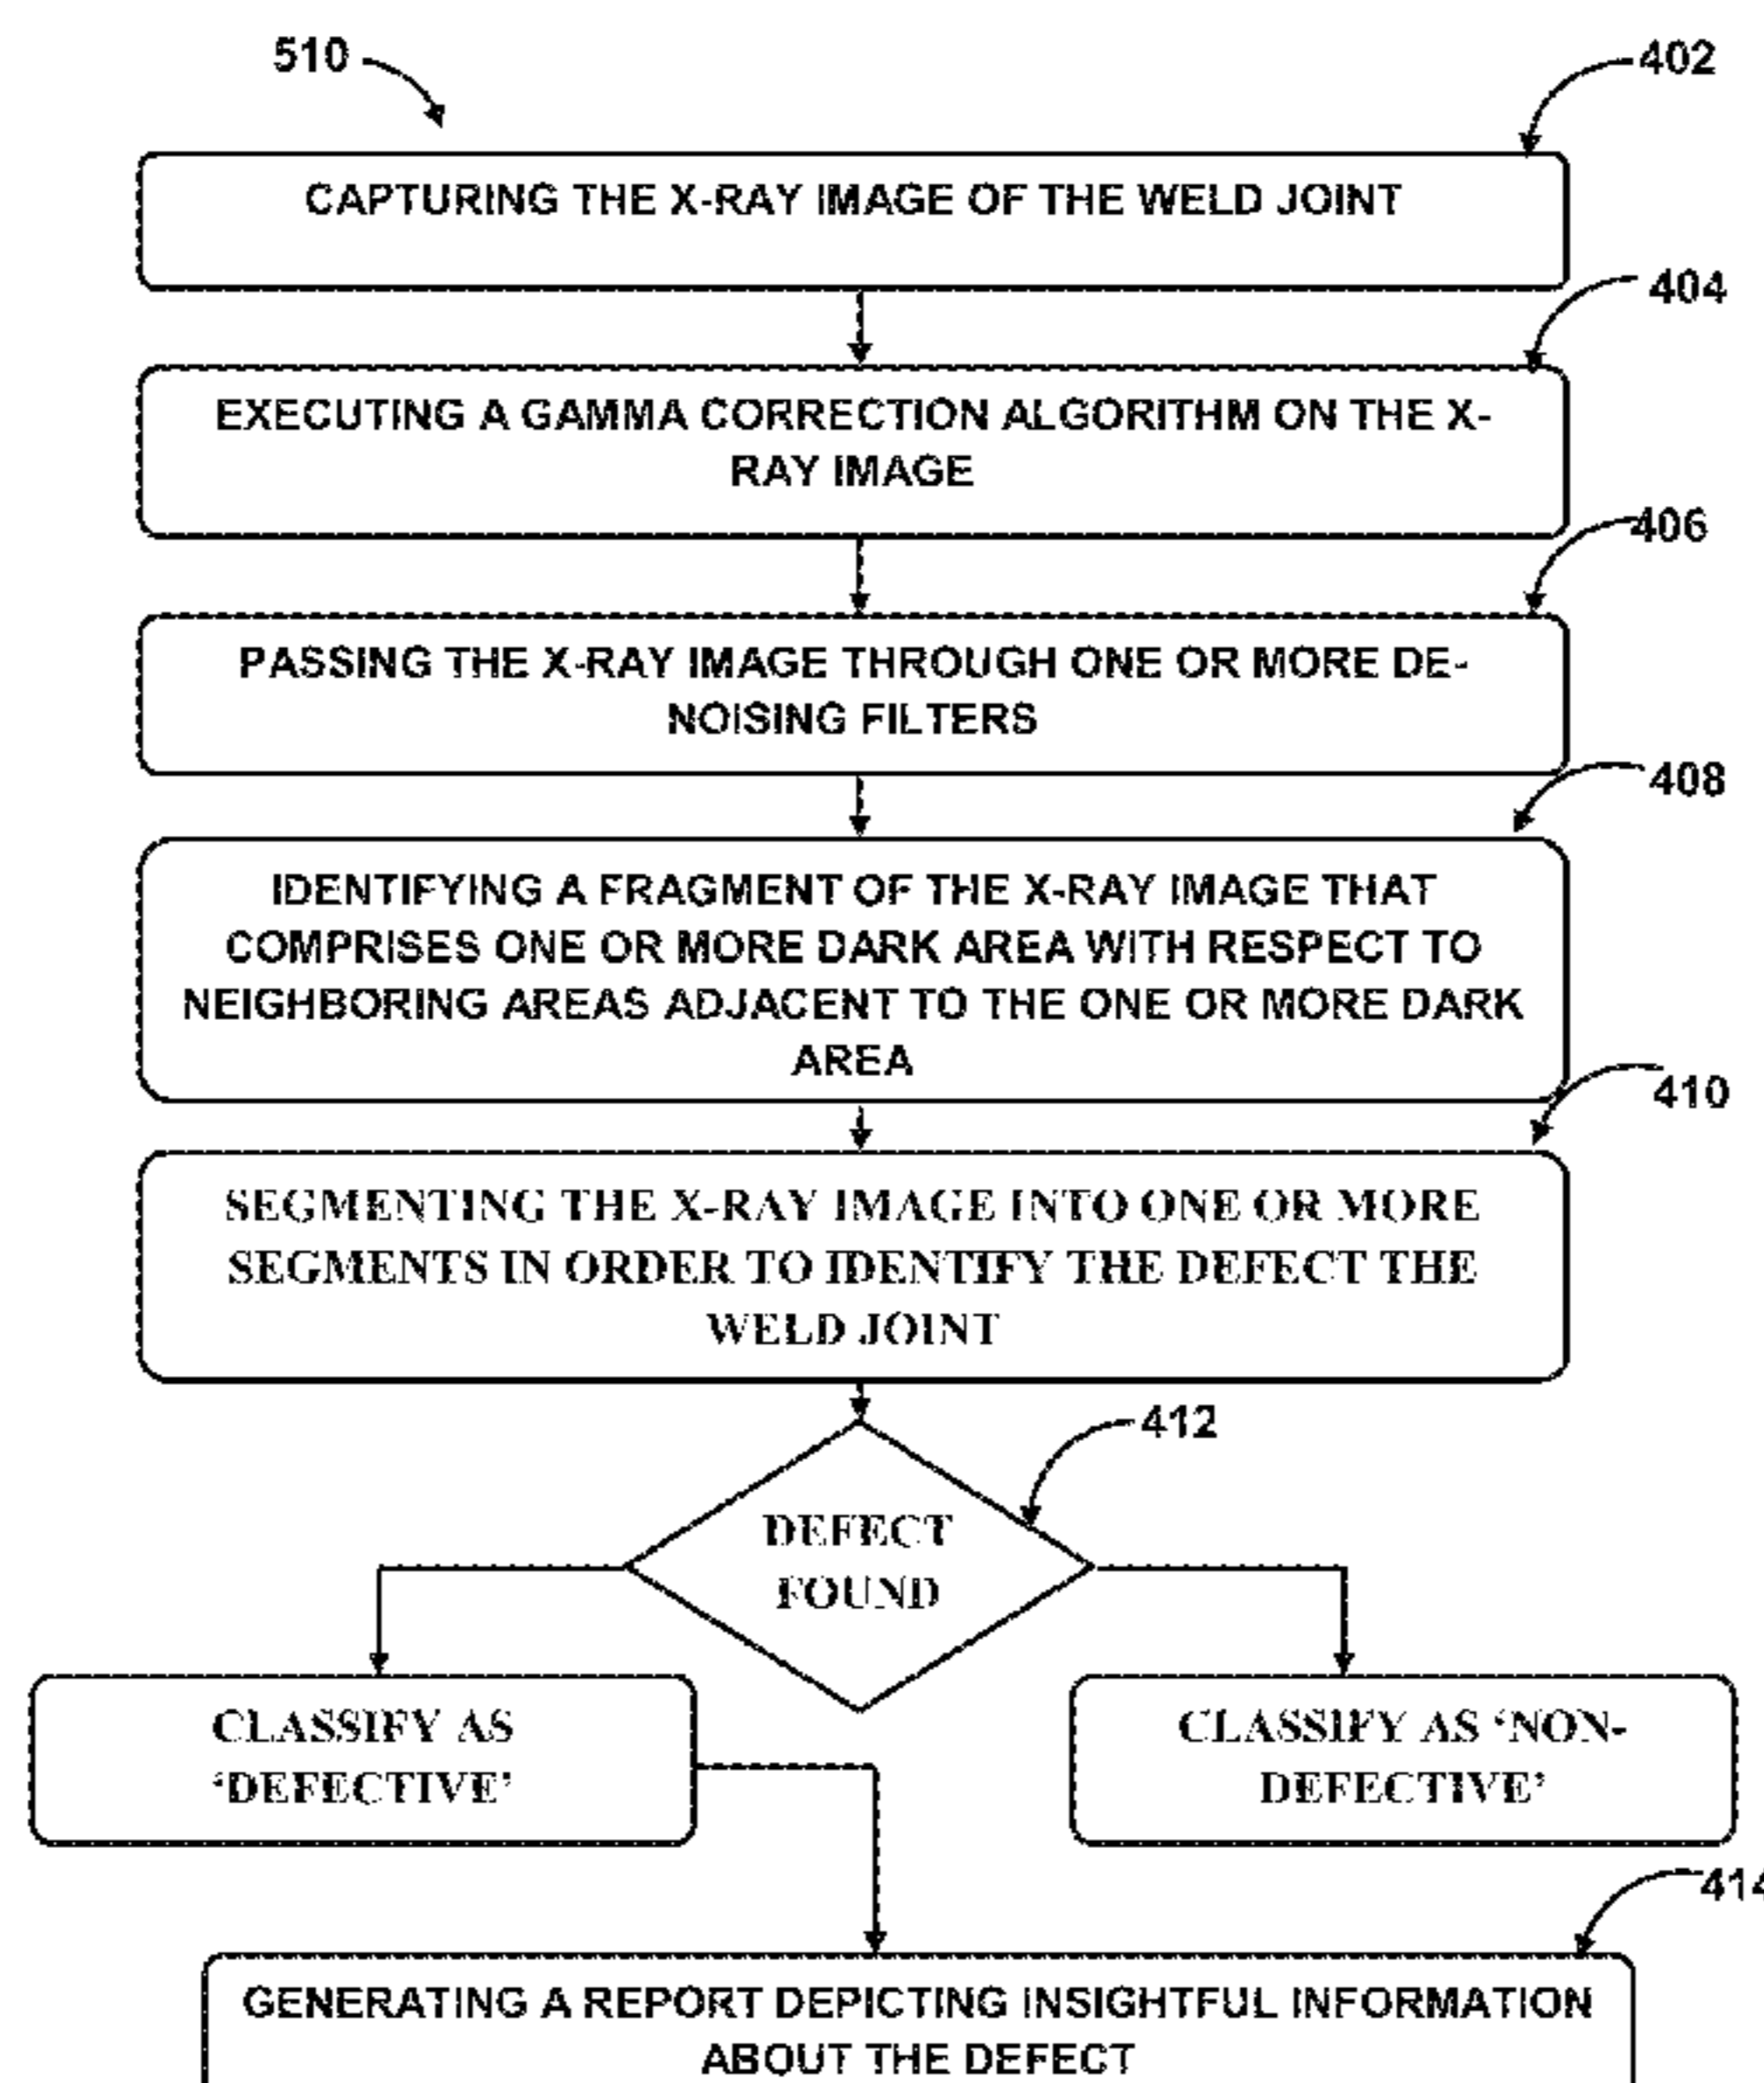 510
402
CAPTURING THE X-RAY IMAGE OF THE WELD JOINT
404
EXECUTING A GAMMA CORRECTION ALGORITHM ON THE X-
RAY IMAGE
406
PASSING THE X-RAY IMAGE THROUGH ONE OR MORE DE-
NOISING FILTERS
408
IDENTIFYING A FRAGMENT OF THE X-RAY IMAGE THAT
COMPRISES ONE OR MORE DARK AREA WITH RESPECT TO
NEIGHBORING AREAS ADJACENT TO THE ONE OR MORE DARK
AREA
410
SEGMENTING THE X-RAY IMAGE INTO ONE OR MORE
SEGMENTS IN ORDER TO IDENTIFY THE DEFECT THE
WELD JOINT
412
DEFECT
FOUND
CLASSIFY AS
‘DEFECTIVE’
CLASSIFY AS ‘NON-
DEFECTIVE’
414
GENERATING A REPORT DEPICTING INSIGHTFUL INFORMATION
ABOUT THE DEFECT